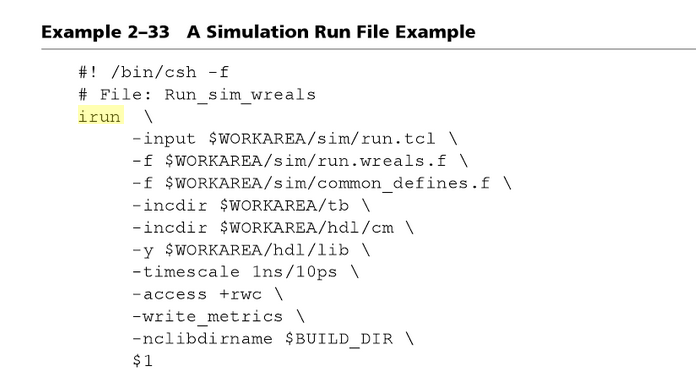 Example 2–33 A Simulation Run File Example
#! /bin/csh -f
# File: Run_sim_wreals
irun \
-input $WORKAREA/sim/run.tcl \
-f $WORKAREA/sim/run.wreals.f \
-f $WORKAREA/sim/common_defines.f \
-incdir $WORKAREA/tb \
-incdir $WORKAREA/hdl/cm \
-y $WORKAREA/hdl/lib \
-timescale 1ns/10ps \
-access +rwc \
-write_metrics \
-nclibdirname $BUILD_DIR \
$1